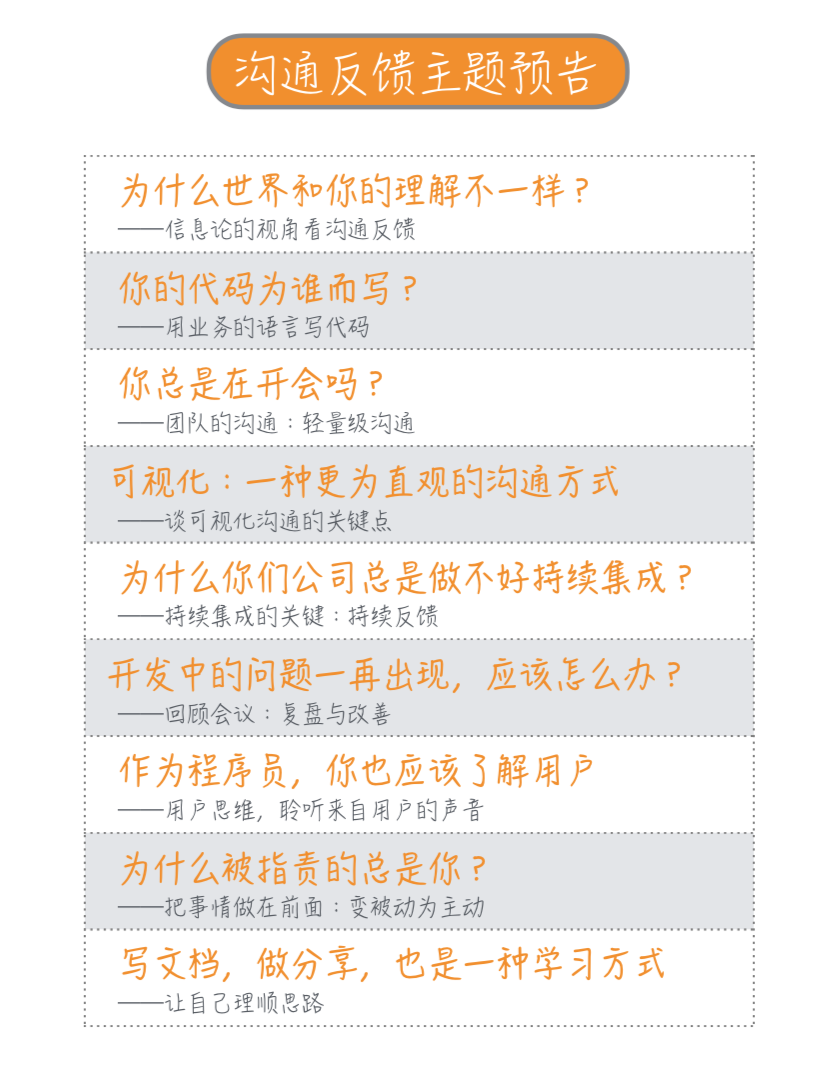 沟通反馈主题预告
为什么世界和你的理解不一样？
——信息论的视角看沟通反馈
你的代码为谁而写？
——用业务的语言写代码
你总是在开会吗？
——团队的沟通：轻量级沟通
可视化：一种更为直观的沟通方式
——谈可视化沟通的关键点
为什么你们公司总是做不好持续集成？
——持续集成的关键：持续反馈
开发中的问题一再出现，应该怎么办？
——回顾会议：复盘与改善
作为程序员，你也应该了解用户
——用户思维，聆听来自用户的声音
为什么被指责的总是你？
——把事情做在前面：变被动为主动
写文档，做分享，也是一种学习方式
——让自己理顺思路